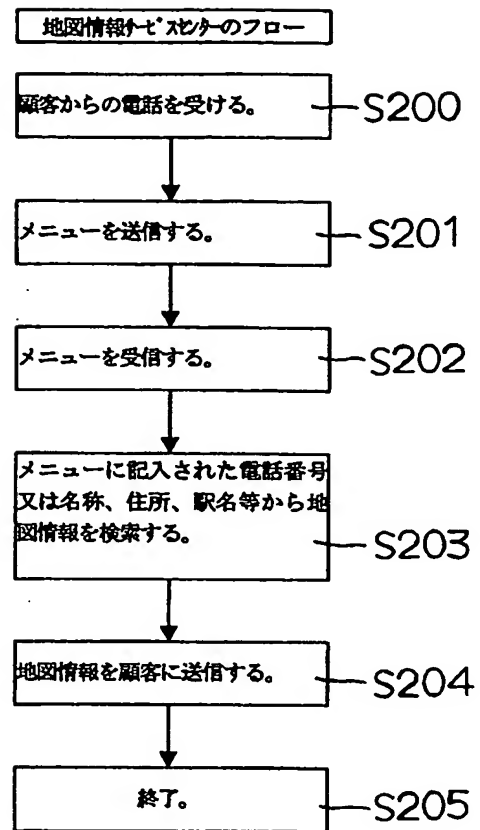 地図情報ｻｰﾋﾞｽｾﾝﾀｰのフロー
顧客からの電話を受ける。
S200
メニューを送信する。
S201
メニューを受信する。
S202
メニューに記入された電話番号
又は名称、住所、駅名等から地
図情報を検索する。
S203
地図情報を顧客に送信する。
S204
終了。
S205